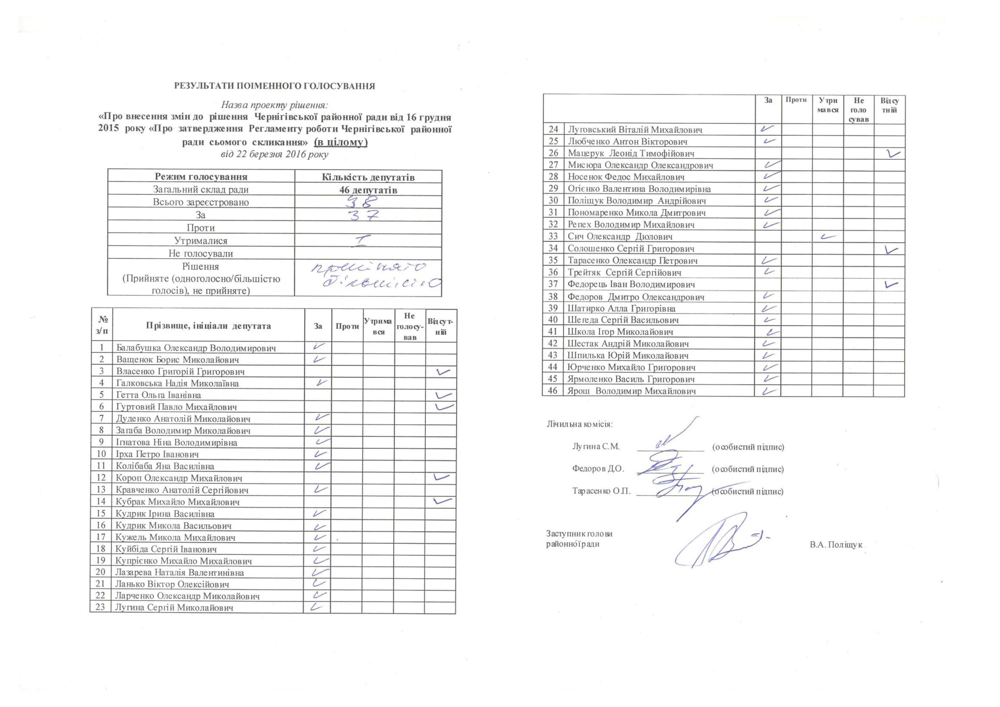 РЕЗУЛЬТАТИ ПОІМЕННОГО ГОЛОСУВАННЯ
Назва проекту рішення:
«Про внесення змін до рішення Чернігівської районної ради від 16 грудня
2015 року «Про затвердження Регламенту роботи Чернігівської районної
ради сьомого скликання» (в цілому)
від 22 березня 2016 року
Режим голосування Кількість депутатів
Загальний склад ради 46 депутатів
Всього зареєстровано 38
За 37
Проти
Утрималися 1
Не голосували
Рішення
(Прийняте (одноголосно/більшістю
голосів), не прийняте)
прийнято
більшістю
№ з/п Прізвище, ініціали депутата За Проти Утрима вся Не голосу- вав Відсут- ній
1 Балабушка Олександр Володимирович ✓
2 Ващенок Борис Миколайович ✓
3 Власенко Григорій Григорович ✓
4 Галковська Надія Миколаївна ✓
5 Гетта Ольга Іванівна ✓
6 Гуртовий Павло Михайлович ✓
7 Дуденко Анатолій Миколайович ✓
8 Загаба Володимир Миколайович ✓
9 Ігнатова Ніна Володимирівна ✓
10 Ірха Петро Іванович ✓
11 Колібаба Яна Василівна ✓
12 Короп Олександр Михайлович ✓
13 Кравченко Анатолій Сергійович ✓
14 Кубрак Михайло Михайлович ✓
15 Кудрик Ірина Василівна ✓
16 Кудрик Микола Васильович ✓
17 Кужель Микола Михайлович ✓
18 Куйбіда Сергій Іванович ✓
19 Купрієнко Михайло Михайлович ✓
20 Лазарева Наталія Валентинівна ✓
21 Ланько Віктор Олексійович ✓
22 Ларченко Олександр Миколайович ✓
23 Лугина Сергій Миколайович ✓
За Проти Утри мався Не голо сував Відсу тній
24 Луговський Віталій Михайлович ✓
25 Любченко Антон Вікторович ✓
26 Мацерук Леонід Тимофійович ✓
27 Мисюра Олександр Олександрович ✓
28 Носенок Федос Михайлович ✓
29 Огієнко Валентина Володимирівна ✓
30 Поліщук Володимир Андрійович ✓
31 Пономаренко Микола Дмитрович ✓
32 Репех Володимир Михайлович ✓
33 Сич Олександр Дюлович ✓
34 Солошенко Сергій Григорович ✓
35 Тарасенко Олександр Петрович ✓
36 Трейтяк Сергій Сергійович ✓
37 Федорець Іван Володимирович ✓
38 Федоров Дмитро Олександрович ✓
39 Шатирко Алла Григорівна ✓
40 Шегеда Сергій Васильович ✓
41 Школа Ігор Миколайович ✓
42 Шестак Андрій Миколайович ✓
43 Шпилька Юрій Миколайович ✓
44 Юрченко Михайло Григорович ✓
45 Ярмоленко Василь Григорович ✓
46 Ярош Володимир Михайлович ✓
Лічильна комісія:
Лугина С.М. (особистий підпис)
Федоров Д.О. (особистий підпис)
Тарасенко О.П. (особистий підпис)
Заступник голови
районної ради В.А. Поліщук